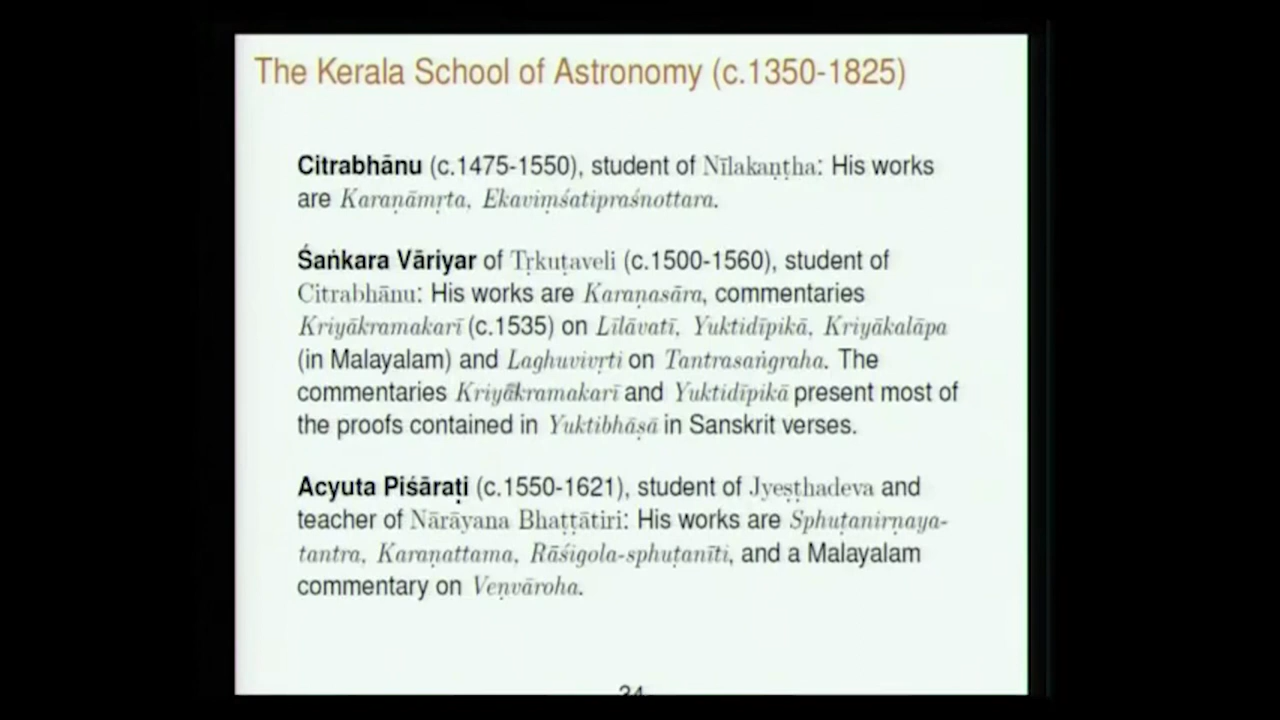 The Kerala School of Astronomy (c.1350-1825)
Citrabhānu (c.1475-1550), student of Nīlakaṇṭha: His works
are Karaṇāmṛta, Ekaviṃśatipraśnottara.
Śaṅkara Vāriyar of Tṛkuṭaveli (c.1500-1560), student of
Citrabhānu: His works are Karaṇasāra, commentaries
Kriyākramakarī (c.1535) on Līlāvatī, Yuktidīpikā, Kriyākalāpa
(in Malayalam) and Laghuvivṛti on Tantrasaṅgraha. The
commentaries Kriyākramakarī and Yuktidīpikā present most of
the proofs contained in Yuktibhāṣā in Sanskrit verses.
Acyuta Piśāraṭi (c.1550-1621), student of Jyeṣṭhadeva and
teacher of Nārāyana Bhaṭṭātiri: His works are Sphuṭanirṇaya-
tantra, Karaṇattama, Rāśigola-sphuṭanīti, and a Malayalam
commentary on Veṇvāroha.
34